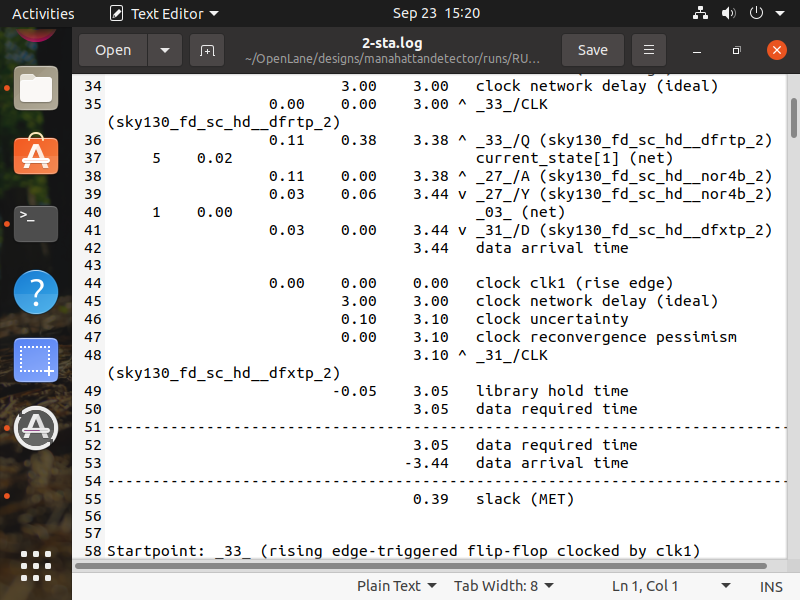 Activities Text Editor Sep 23 15:20
Open 2-sta.log Save
~/OpenLane/designs/manahattandetector/runs/RU…
34 3.00 3.00 clock network delay (ideal)
35 0.00 0.00 3.00 ^ _33_/CLK
(sky130_fd_sc_hd__dfrtp_2)
36 0.11 0.38 3.38 ^ _33_/Q (sky130_fd_sc_hd__dfrtp_2)
37 5 0.02 current_state[1] (net)
38 0.11 0.00 3.38 ^ _27_/A (sky130_fd_sc_hd__nor4b_2)
39 0.03 0.06 3.44 v _27_/Y (sky130_fd_sc_hd__nor4b_2)
40 1 0.00 _03_ (net)
41 0.03 0.00 3.44 v _31_/D (sky130_fd_sc_hd__dfxtp_2)
42 3.44 data arrival time
43
44 0.00 0.00 0.00 clock clk1 (rise edge)
45 3.00 3.00 clock network delay (ideal)
46 0.10 3.10 clock uncertainty
47 0.00 3.10 clock reconvergence pessimism
48 3.10 ^ _31_/CLK
(sky130_fd_sc_hd__dfxtp_2)
49 -0.05 3.05 library hold time
50 3.05 data required time
51 -----------------------------------------------------------------------------
52 3.05 data required time
53 -3.44 data arrival time
54 -----------------------------------------------------------------------------
55 0.39 slack (MET)
56
57
58 Startpoint: _33_ (rising edge-triggered flip-flop clocked by clk1)
Plain Text Tab Width: 8 Ln 1, Col 1 INS